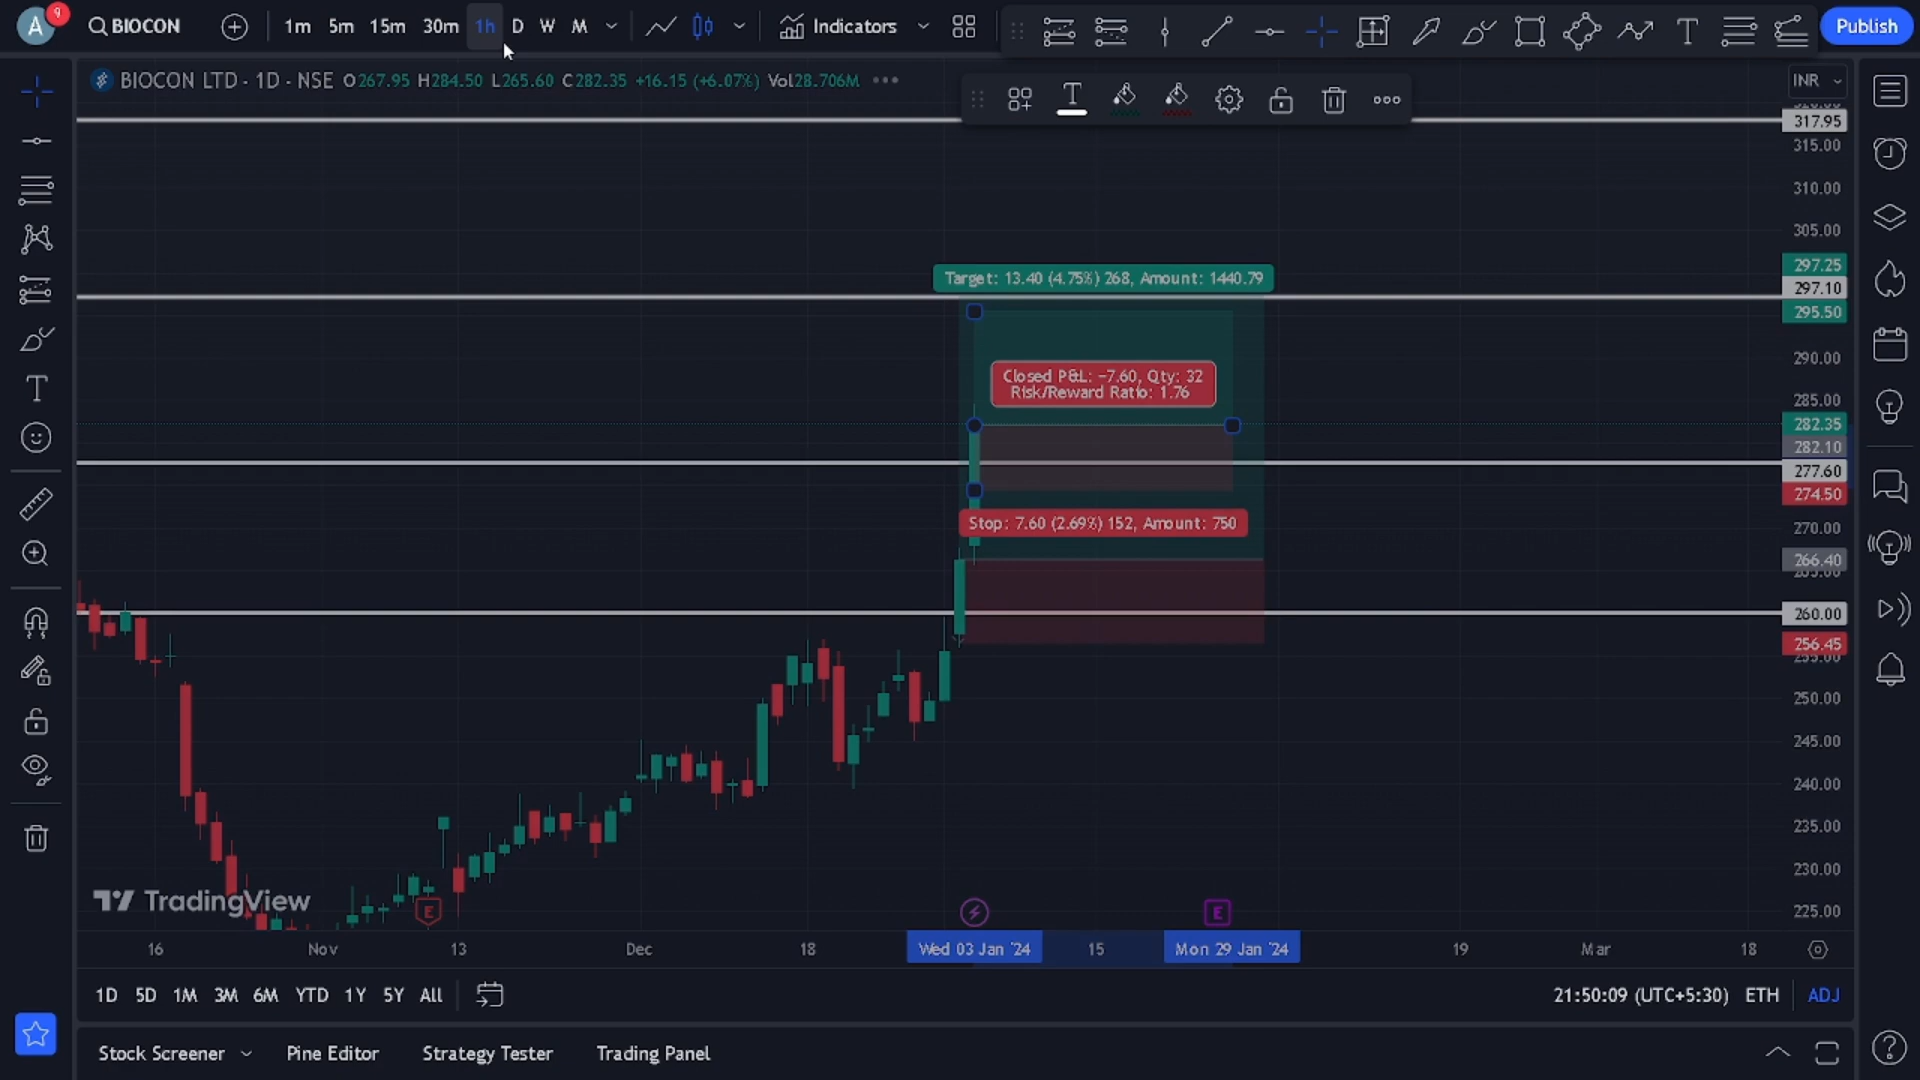 A
9
BIOCON
1m 5m 15m 30m 1h D W M
Indicators
T
Publish
BIOCON LTD · 1D · NSE O267.95 H284.50 L265.60 C282.35 +16.15 (+6.07%) Vol28.706M
T
INR
317.95
315.00
310.00
305.00
Target: 13.40 (4.75%) 268, Amount: 1440.79
297.25
297.10
295.50
290.00
Closed P&L: −7.60, Qty: 32
Risk/Reward Ratio: 1.76
285.00
282.35
282.10
277.60
274.50
Stop: 7.60 (2.69%) 152, Amount: 750
270.00
266.40
260.00
256.45
250.00
245.00
240.00
235.00
230.00
225.00
TradingView
E
E
16 Nov 13 Dec 18 Wed 03 Jan '24 15 Mon 29 Jan '24 19 Mar 18
1D 5D 1M 3M 6M YTD 1Y 5Y All
21:50:09 (UTC+5:30) ETH ADJ
Stock Screener Pine Editor Strategy Tester Trading Panel